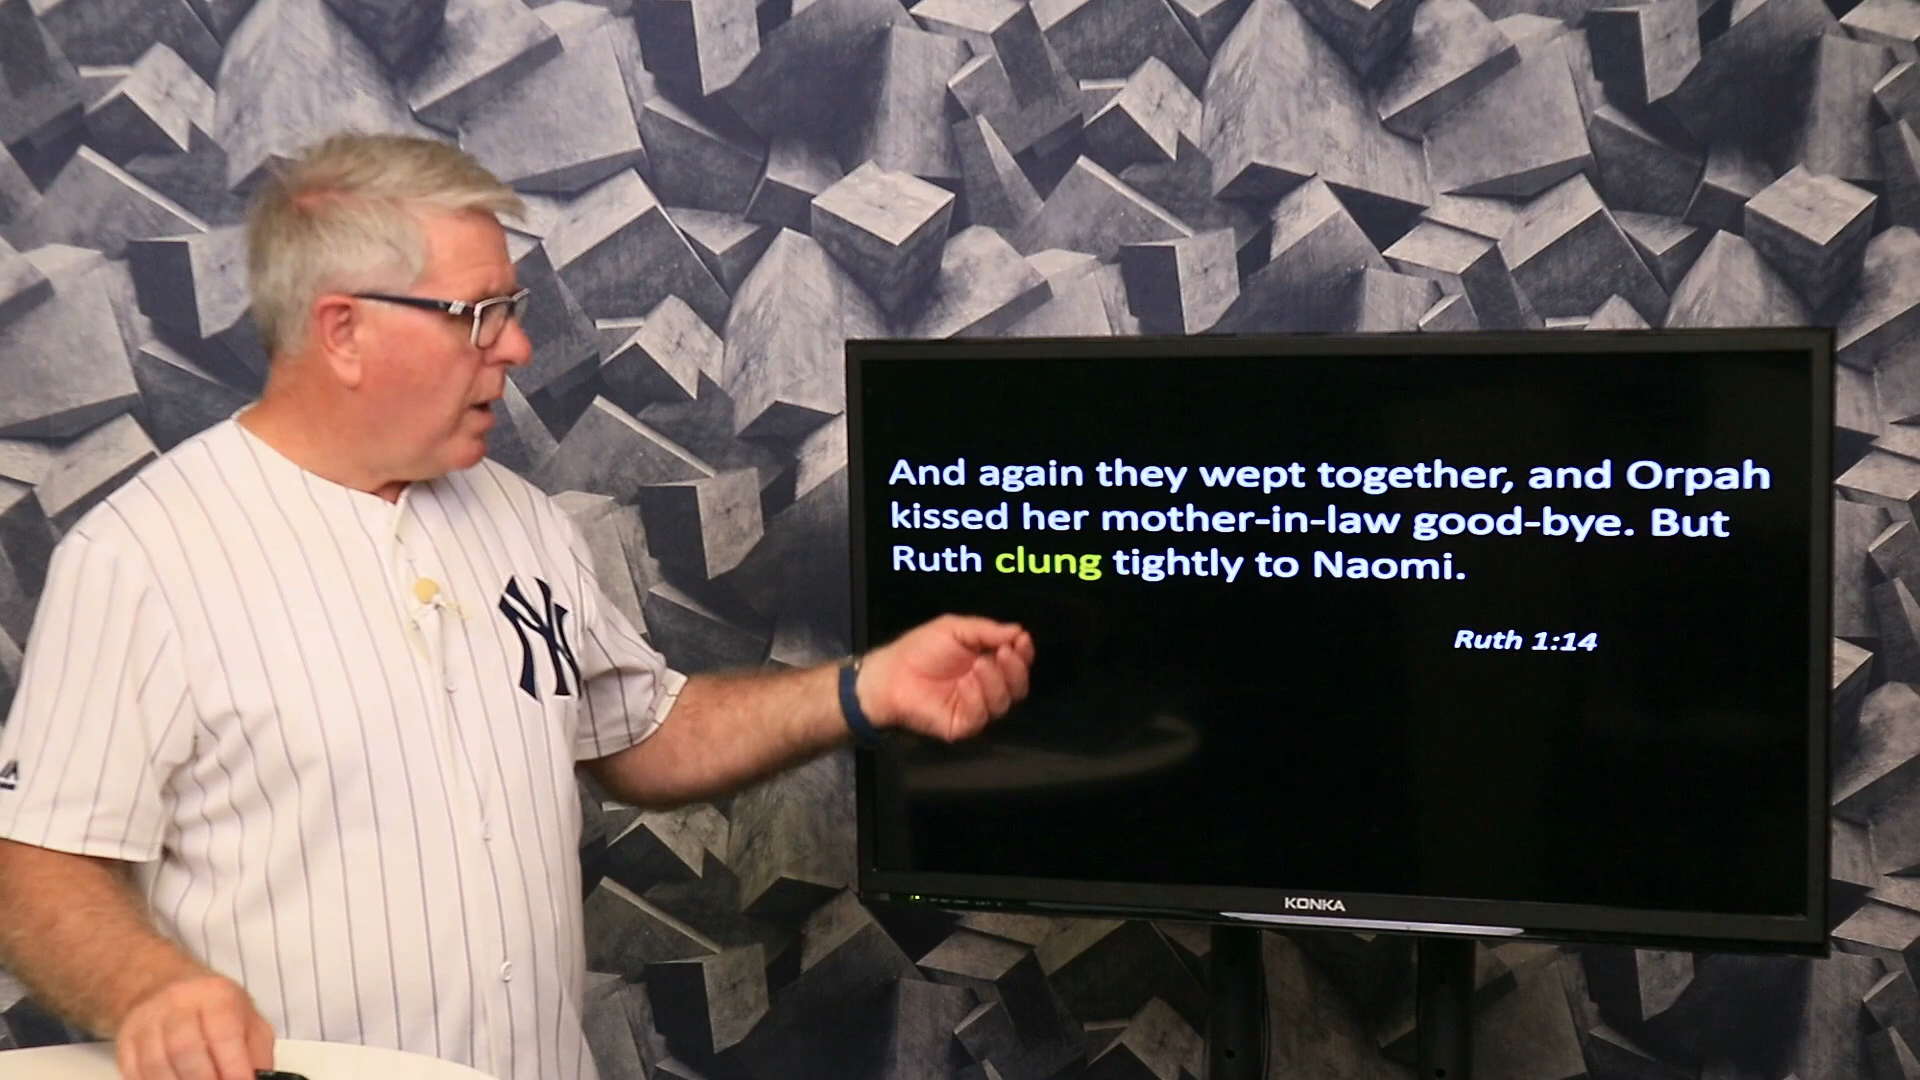 And again they wept together, and Orpah
kissed her mother-in-law good-bye. But
Ruth clung tightly to Naomi.
Ruth 1:14
NY
KONKA